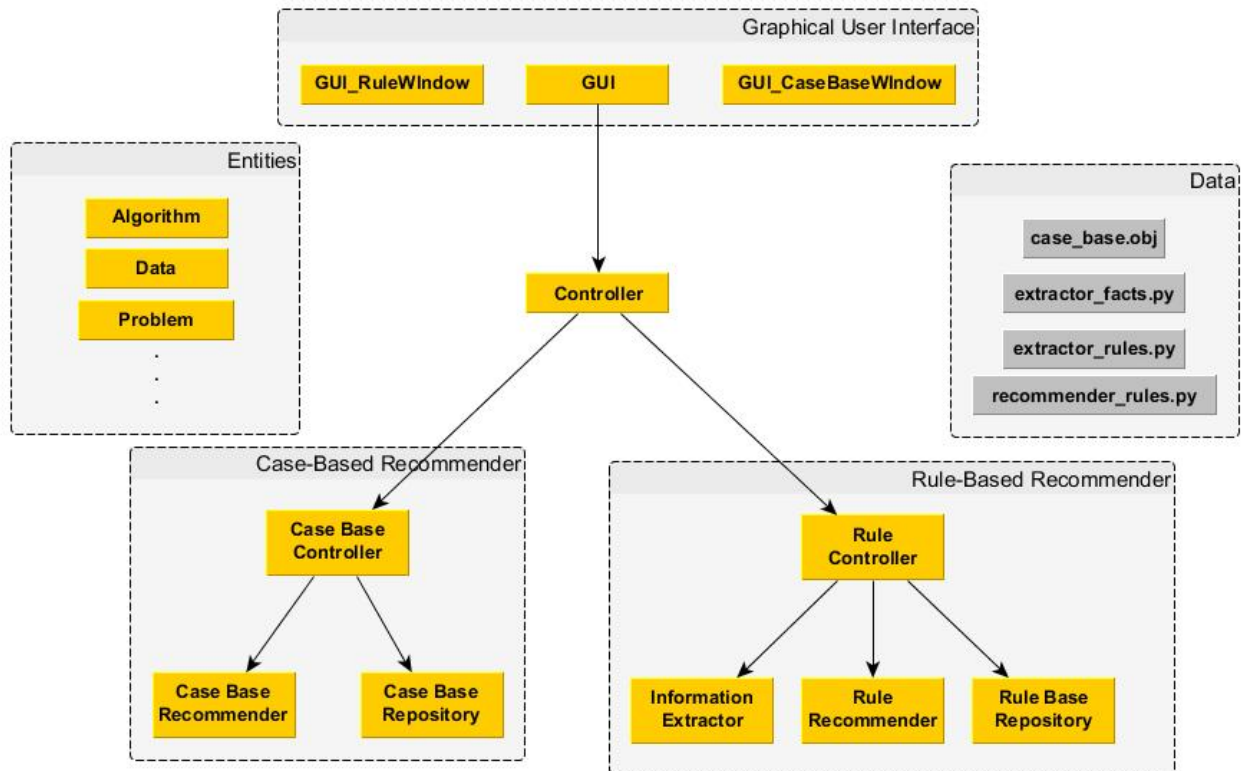 Graphical User Interface
GUI_RuleWIndow
GUI
GUI_CaseBaseWIndow
Entities
Algorithm
Data
Problem
.
.
.
Data
case_base.obj
extractor_facts.py
extractor_rules.py
recommender_rules.py
Controller
Case-Based Recommender
Case Base
Controller
Case Base
Recommender
Case Base
Repository
Rule-Based Recommender
Rule
Controller
Information
Extractor
Rule
Recommender
Rule Base
Repository